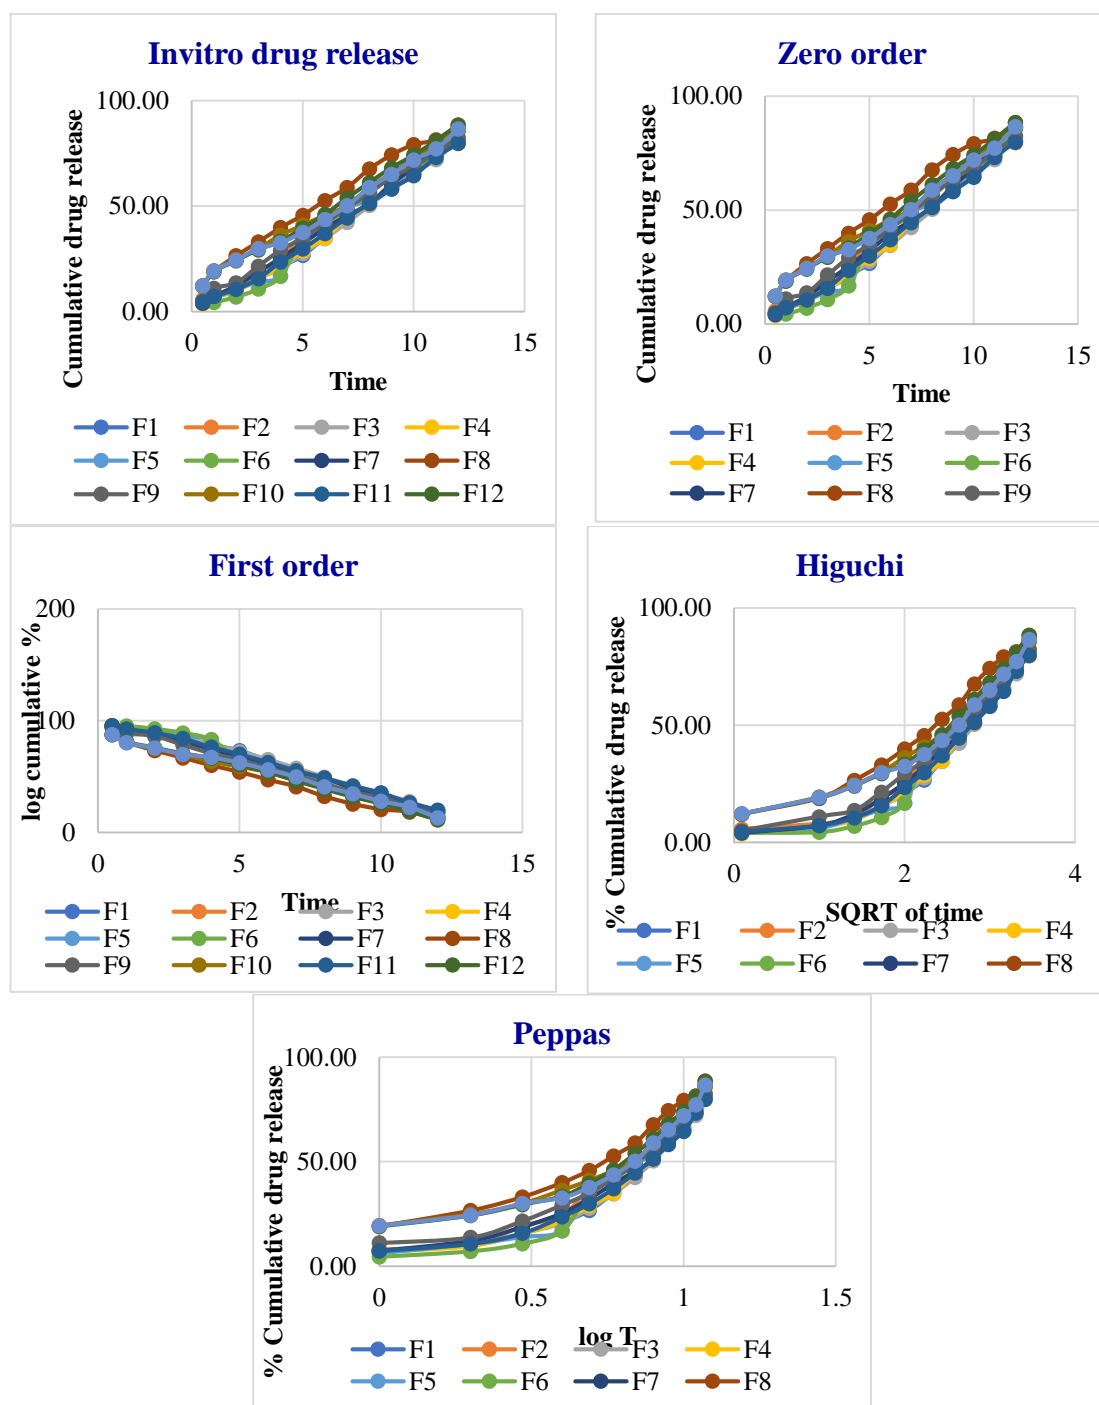 Invitro drug release
Cumulative drug release
100.00
50.00
0.00
0 5 10 15
Time
F1 F2 F3 F4
F5 F6 F7 F8
F9 F10 F11 F12
Zero order
Cumulative drug release
100.00
50.00
0.00
0 5 10 15
Time
F1 F2 F3
F4 F5 F6
F7 F8 F9
First order
log cumulative %
200
100
0
0 5 10 15
Time
F1 F2 F3 F4
F5 F6 F7 F8
F9 F10 F11 F12
Higuchi
% Cumulative drug release
100.00
50.00
0.00
0 2 4
SQRT of time
F1 F2 F3 F4
F5 F6 F7 F8
Peppas
% Cumulative drug release
100.00
50.00
0.00
0 0.5 1 1.5
log T
F1 F2 F3 F4
F5 F6 F7 F8